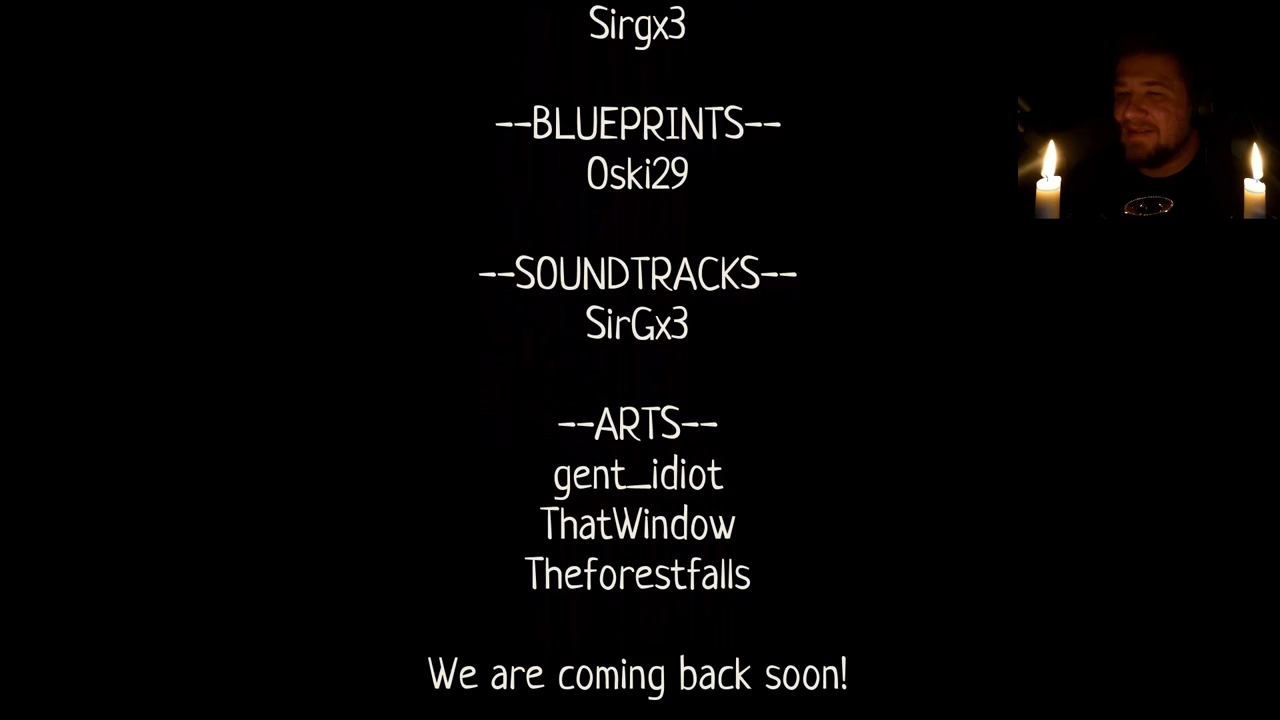 Sirgx3
--BLUEPRINTS--
Oski29
--SOUNDTRACKS--
SirGx3
--ARTS--
gent_idiot
ThatWindow
Theforestfalls
We are coming back soon!